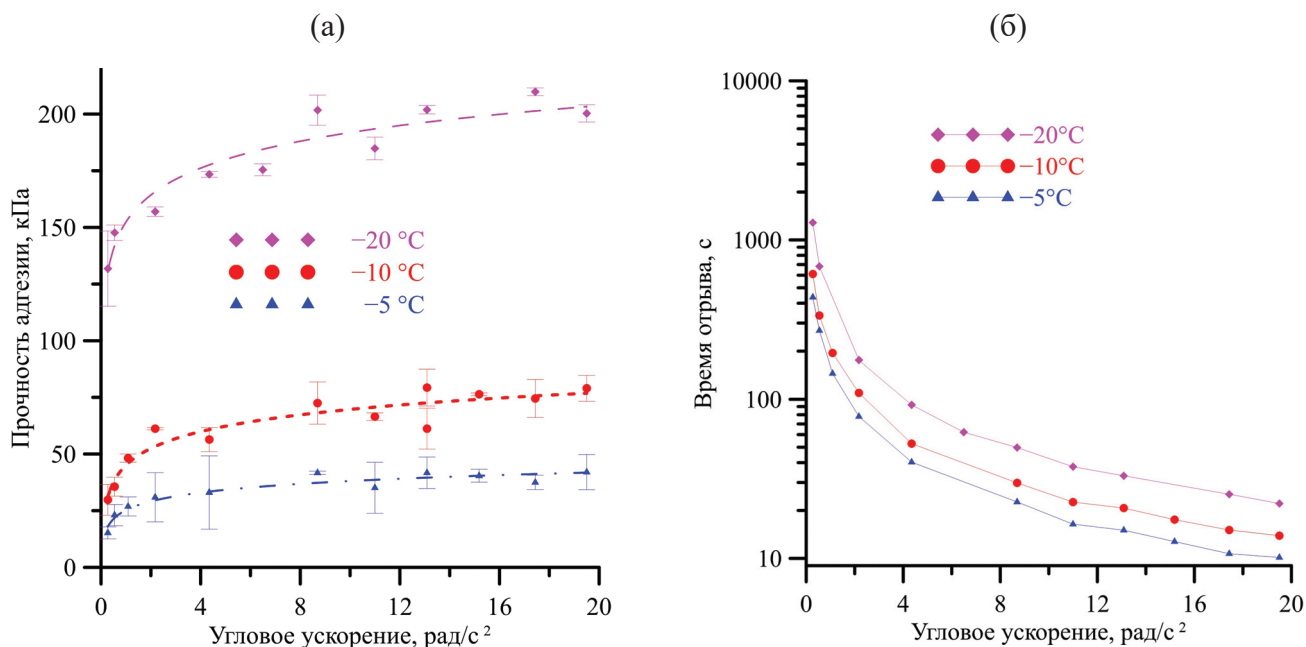 (а)
Прочность адгезии, кПа
200
150
100
50
0
−20 °C
−10 °C
−5 °C
0
4
8
12
16
20
Угловое ускорение, рад/с²
(б)
Время отрыва, с
10000
1000
100
10
−20°C
−10°C
−5°C
0
4
8
12
16
20
Угловое ускорение, рад/с²